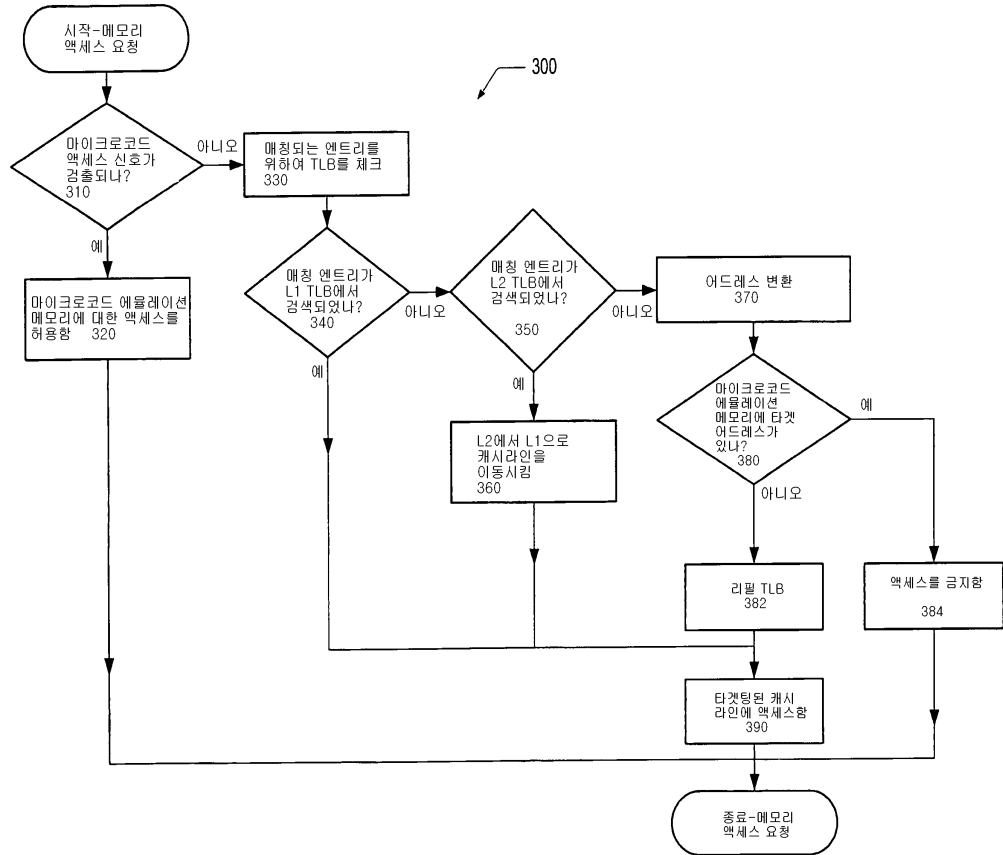 시작-메모리
액세스 요청
300
마이크로코드
액세스 신호가
검출되나?
310
아니오
예
매칭되는 엔트리를
위하여 TLB를 체크
330
마이크로코드 에뮬레이션
메모리에 대한 액세스를
허용함 320
매칭 엔트리가
L1 TLB에서
검색되었나?
340
아니오
예
매칭 엔트리가
L2 TLB에서
검색되었나?
350
아니오
예
어드레스 변환
370
L2에서 L1으로
캐시라인을
이동시킴
360
마이크로코드
에뮬레이션
메모리에 타겟
어드레스가
있나?
380
예
아니오
리필 TLB
382
액세스를 금지함
384
타겟팅된 캐시
라인에 액세스함
390
종료-메모리
액세스 요청